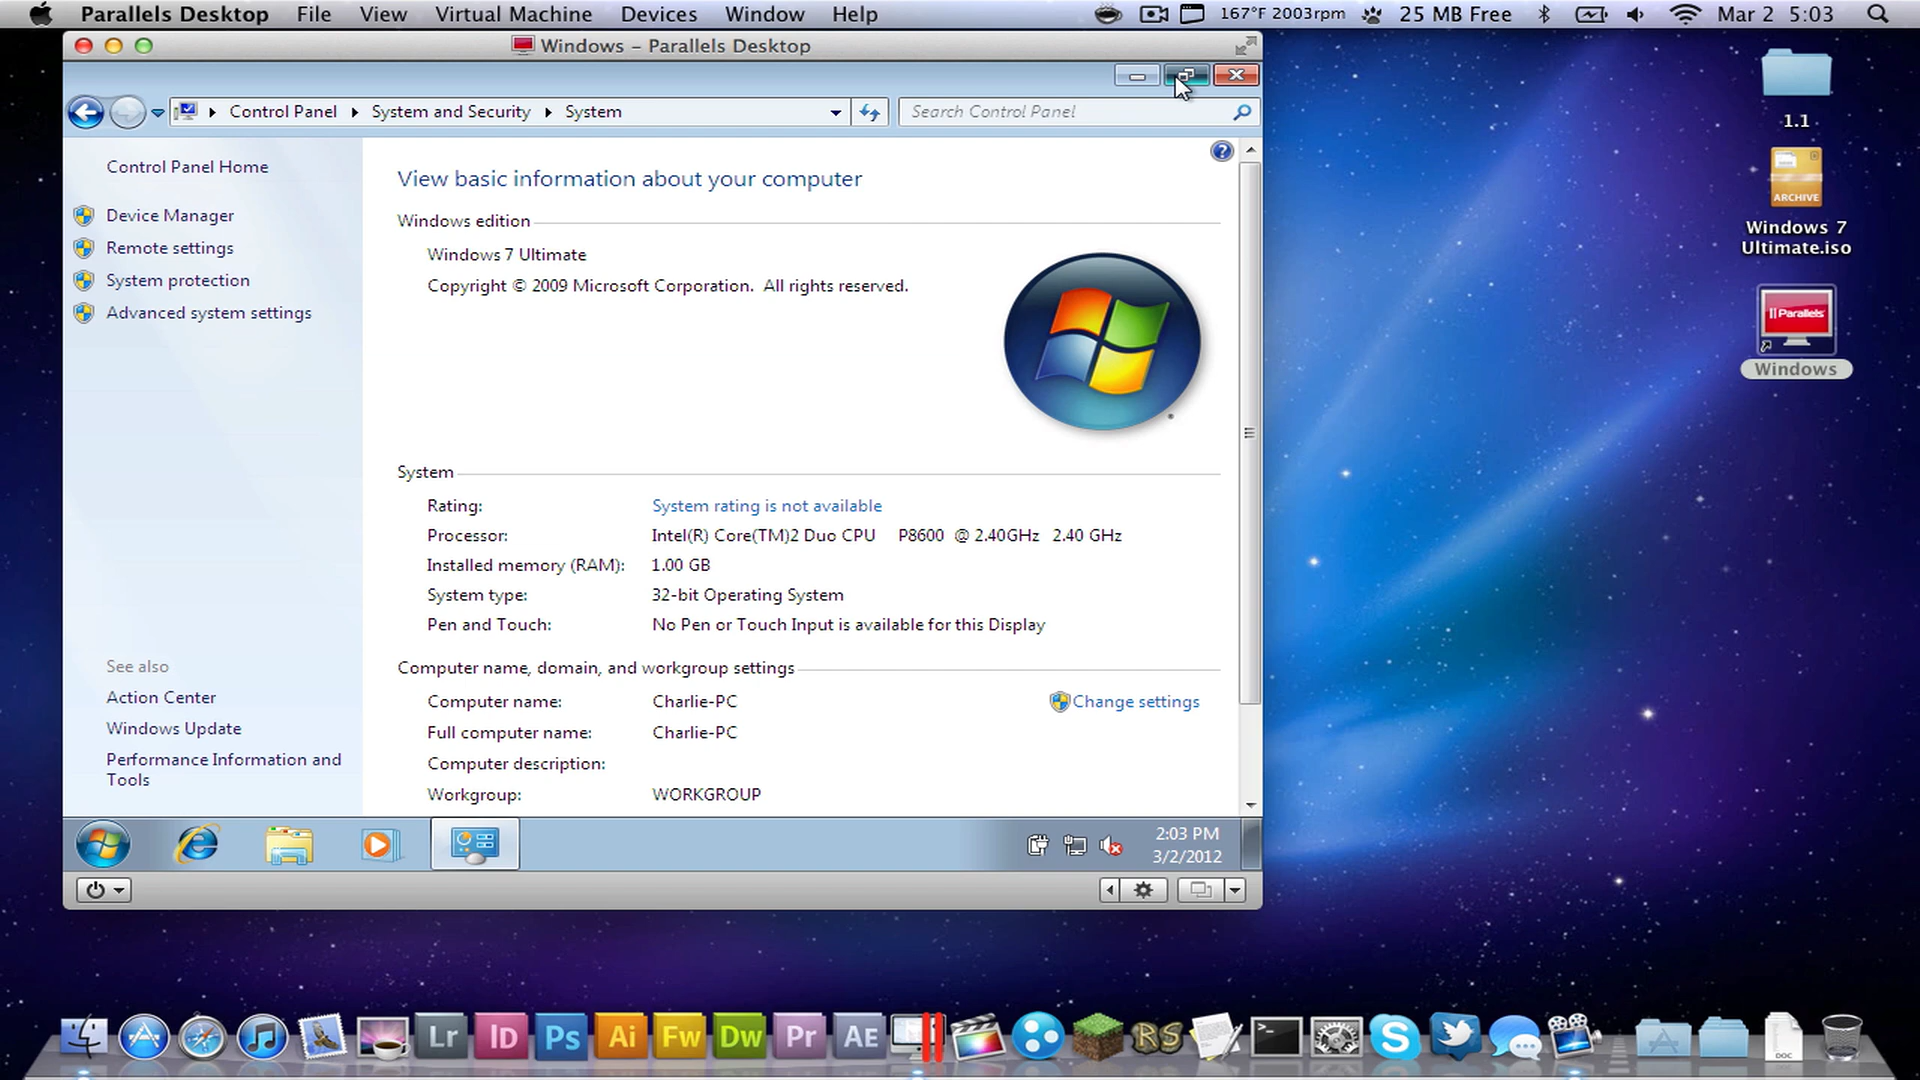 Parallels Desktop File View Virtual Machine Devices Window Help 167°F 2003rpm 25 MB Free Mar 2 5:03
Windows – Parallels Desktop
Control Panel System and Security System Search Control Panel
Control Panel Home
Device Manager
Remote settings
System protection
Advanced system settings
See also
Action Center
Windows Update
Performance Information and
Tools
View basic information about your computer
Windows edition
Windows 7 Ultimate
Copyright © 2009 Microsoft Corporation. All rights reserved.
System
Rating: System rating is not available
Processor: Intel(R) Core(TM)2 Duo CPU P8600 @ 2.40GHz 2.40 GHz
Installed memory (RAM): 1.00 GB
System type: 32-bit Operating System
Pen and Touch: No Pen or Touch Input is available for this Display
Computer name, domain, and workgroup settings
Computer name: Charlie-PC Change settings
Full computer name: Charlie-PC
Computer description:
Workgroup: WORKGROUP
2:03 PM
3/2/2012
1.1
ARCHIVE
Windows 7
Ultimate.iso
Parallels
Windows
Lr Id Ps Ai Fw Dw Pr AE RS DOC